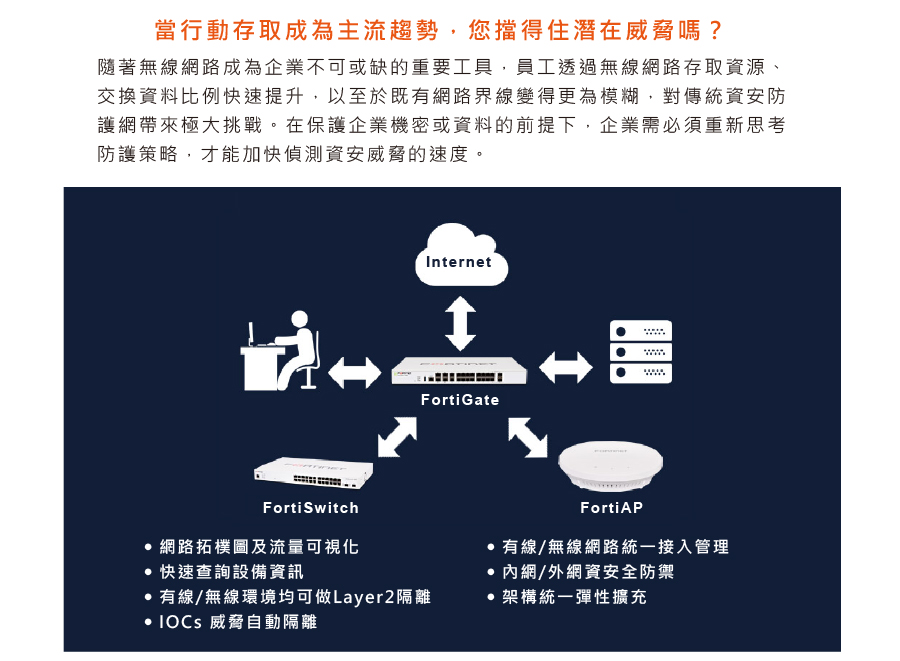 當行動存取成為主流趨勢，您擋得住潛在威脅嗎？
隨著無線網路成為企業不可或缺的重要工具，員工透過無線網路存取資源、
交換資料比例快速提升，以至於既有網路界線變得更為模糊，對傳統資安防
護網帶來極大挑戰。在保護企業機密或資料的前提下，企業需必須重新思考
防護策略，才能加快偵測資安威脅的速度。
Internet
FORTINET
FortiGate
FORTINET
FortiSwitch
FortiAP
• 網路拓樸圖及流量可視化
• 快速查詢設備資訊
• 有線/無線環境均可做Layer2隔離
• IOCs 威脅自動隔離
• 有線/無線網路統一接入管理
• 內網/外網資安全防禦
• 架構統一彈性擴充